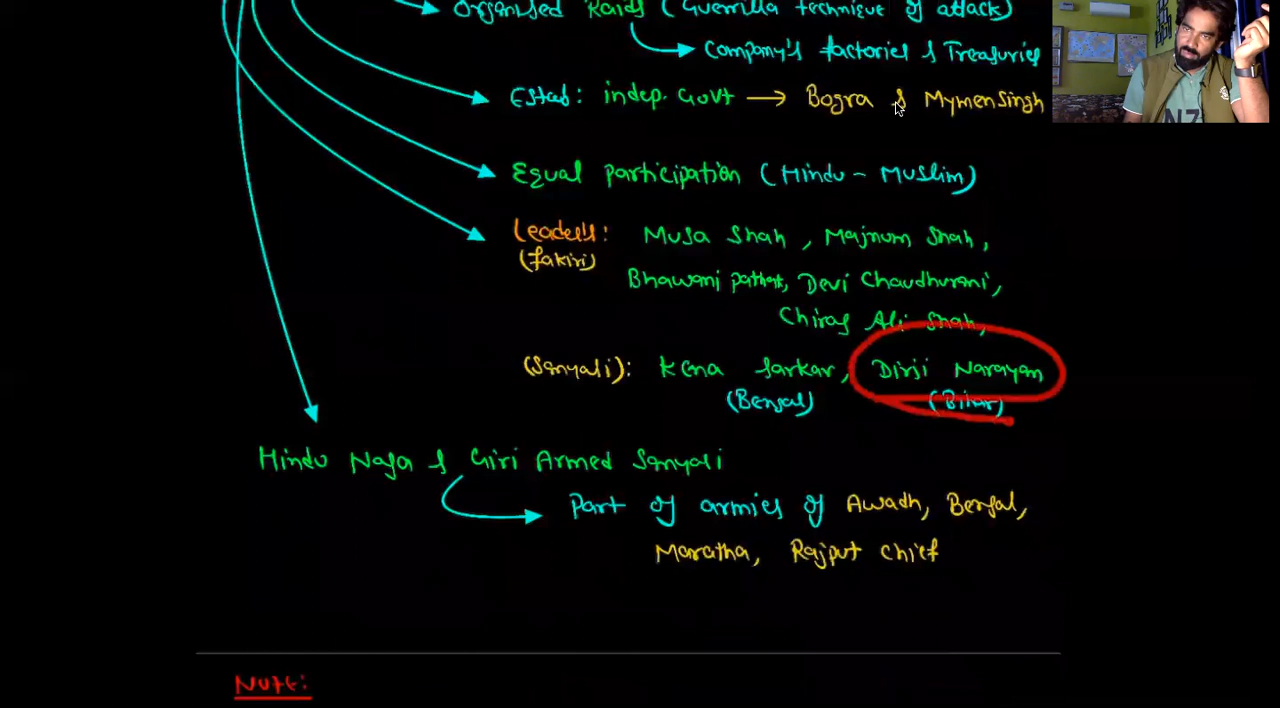 Organised Raids (Guerrilla technique of attack)
Company's factories & Treasuries
Estab: indep. Govt → Bogra & Mymensingh
Equal participation (Hindu - Muslim)
Leaders: Musa Shah, Majnum Shah,
(fakiri)
Bhawani pathak, Devi Chaudhurani,
Chirag Ali Shah,
(Sanyasi): Kena Sarkar, Dirji Narayan
(Bengal) (Bihar)
Hindu Naga & Giri Armed Sanyasi
Part of armies of Awadh, Bengal,
Maratha, Rajput chief
Note: